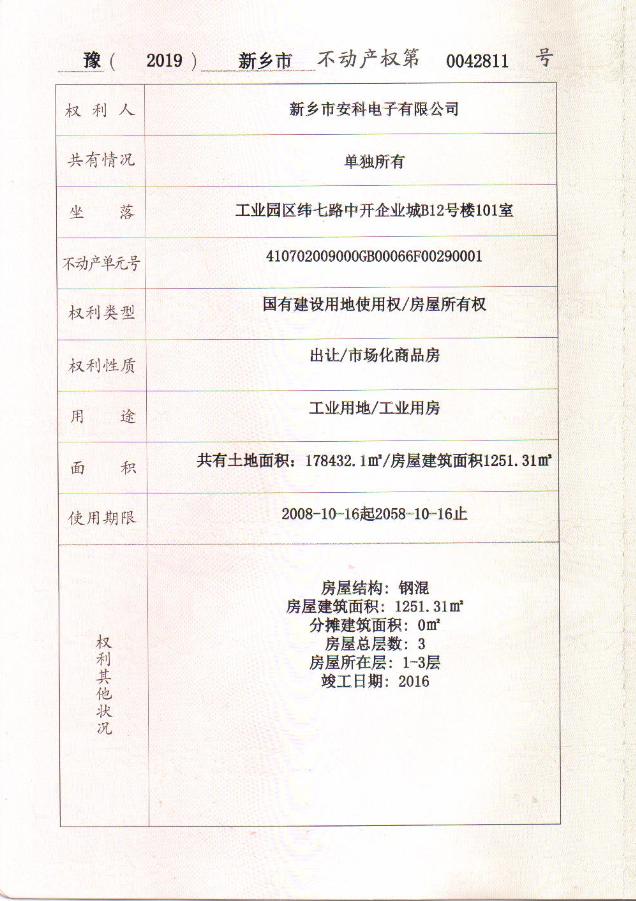 豫( 2019 ) 新乡市 不动产权第 0042811 号
权利人 新乡市安科电子有限公司
共有情况 单独所有
坐落 工业园区纬七路中开企业城B12号楼101室
不动产单元号 410702009000GB00066F00290001
权利类型 国有建设用地使用权/房屋所有权
权利性质 出让/市场化商品房
用途 工业用地/工业用房
面积 共有土地面积：178432.1㎡/房屋建筑面积1251.31㎡
使用期限 2008-10-16起2058-10-16止
权利其他状况
房屋结构：钢混
房屋建筑面积：1251.31㎡
分摊建筑面积：0㎡
房屋总层数：3
房屋所在层：1-3层
竣工日期：2016